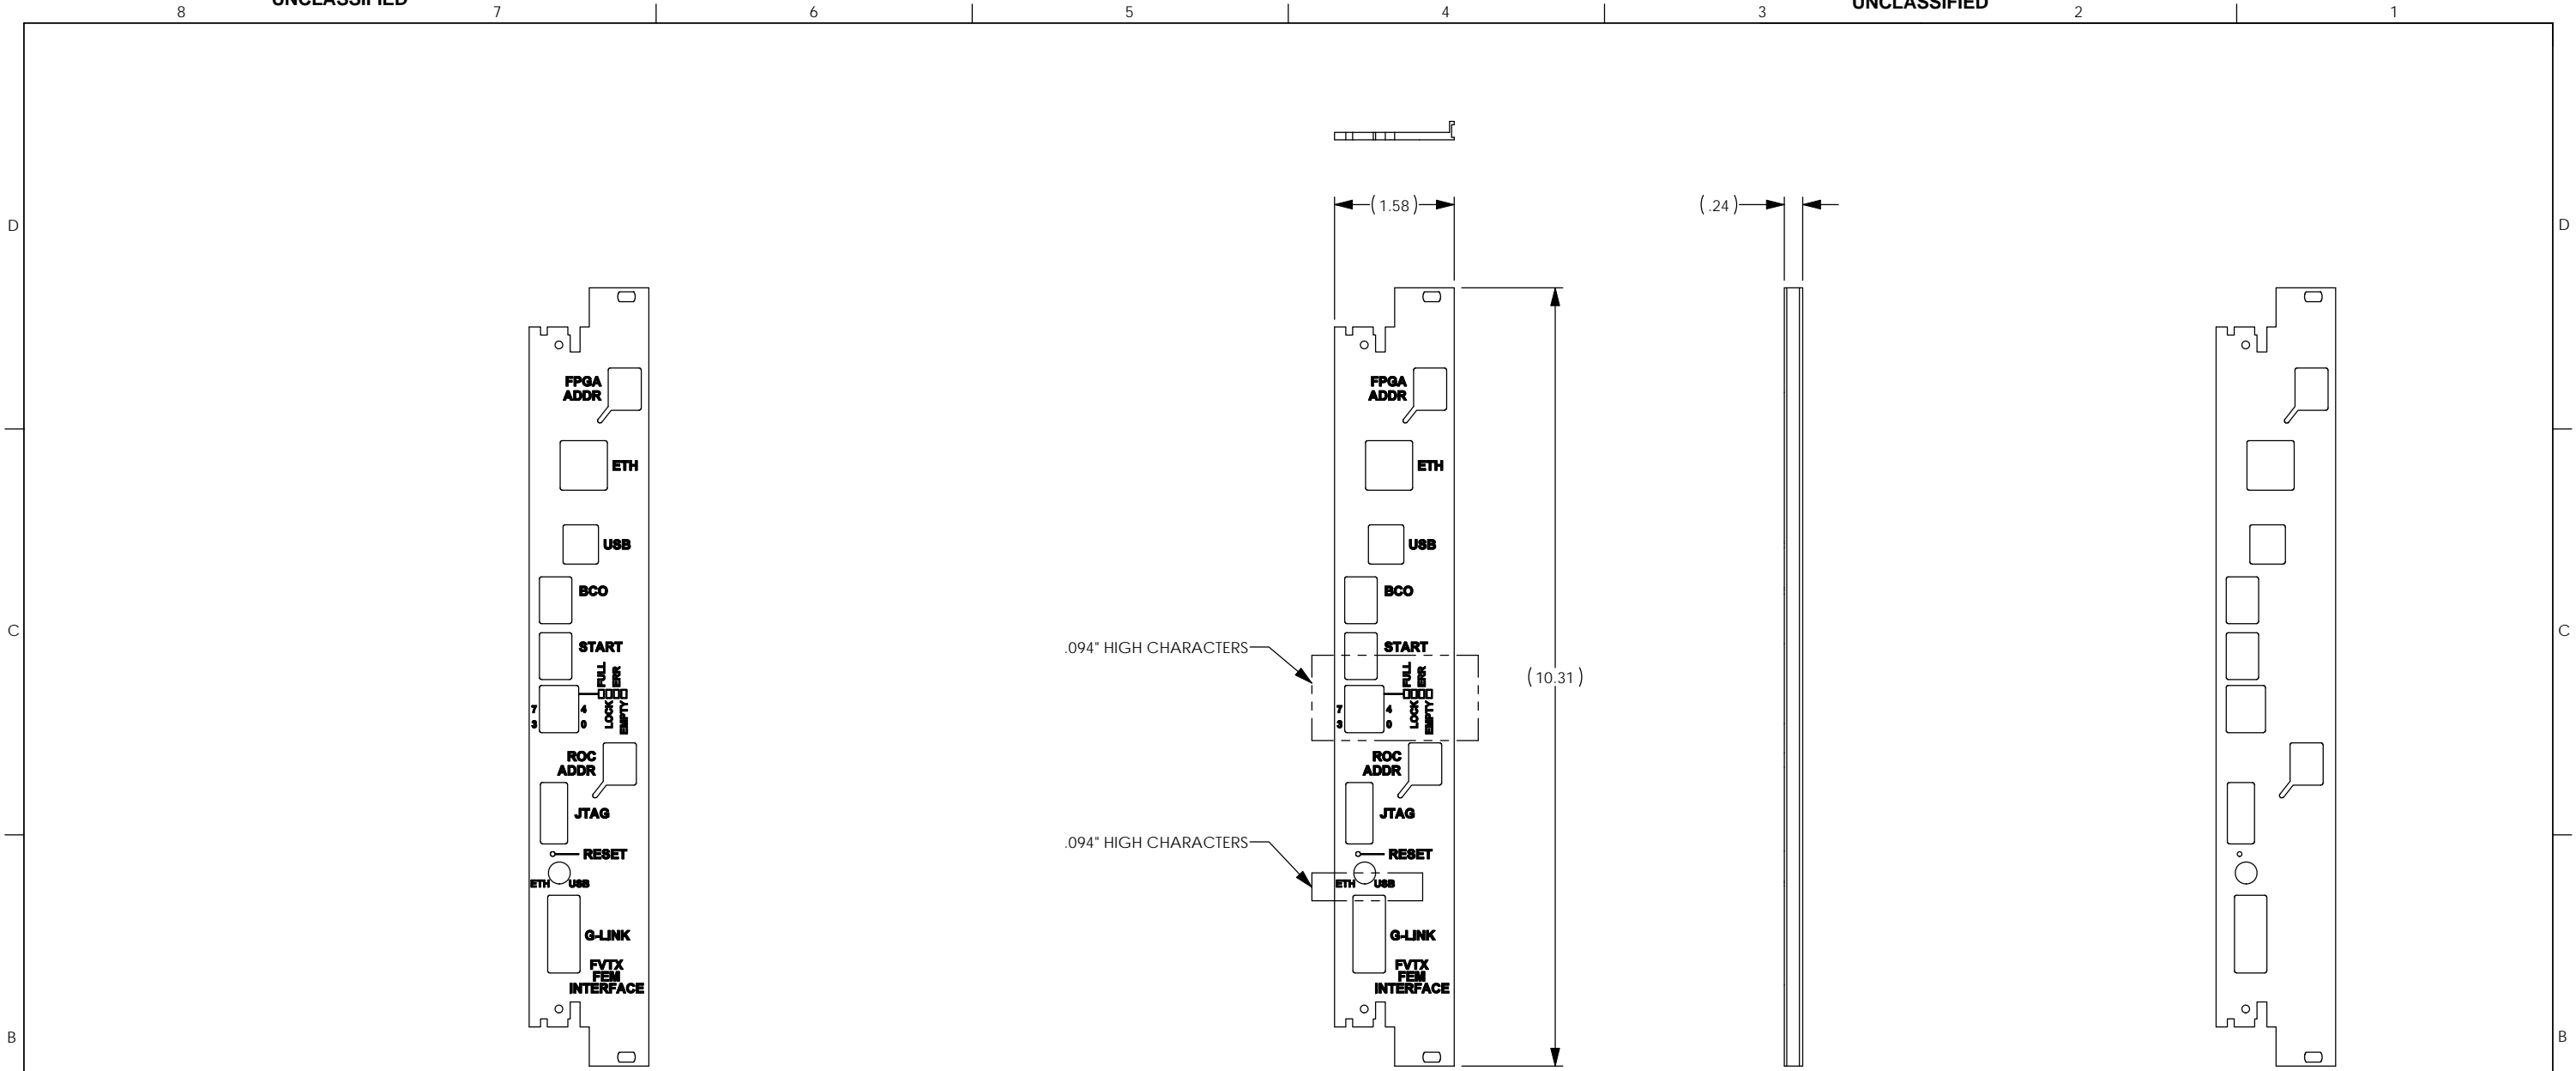 UNCLASSIFIED
UNCLASSIFIED
8
7
6
5
4
3
2
1
D
D
C
C
B
B
FPGA
ADDR
ETH
USB
BCO
START
FULL
ERR
7
4
3
0
LOCK
EMPTY
ROC
ADDR
JTAG
RESET
ETH
USB
G-LINK
FVTX
FEM
INTERFACE
(1.58)
FPGA
ADDR
ETH
USB
BCO
.094" HIGH CHARACTERS
START
FULL
ERR
7
4
3
0
LOCK
EMPTY
ROC
ADDR
JTAG
.094" HIGH CHARACTERS
RESET
ETH
USB
G-LINK
FVTX
FEM
INTERFACE
(10.31)
(.24)